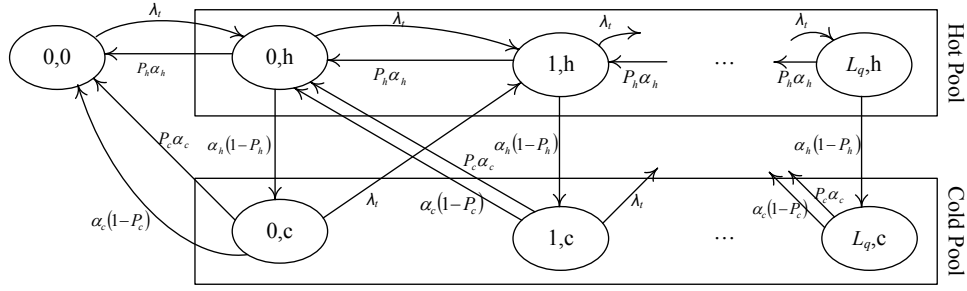 λt λt λt λt
0,0 0,h 1,h ... Lq,h
Phαh Phαh Phαh Phαh
Hot Pool
Pcαc αh(1-Ph) αh(1-Ph) αh(1-Ph)
Pcαc Pcαc
αc(1-Pc) λt αc(1-Pc) λt αc(1-Pc)
0,c 1,c ... Lq,c
Cold Pool